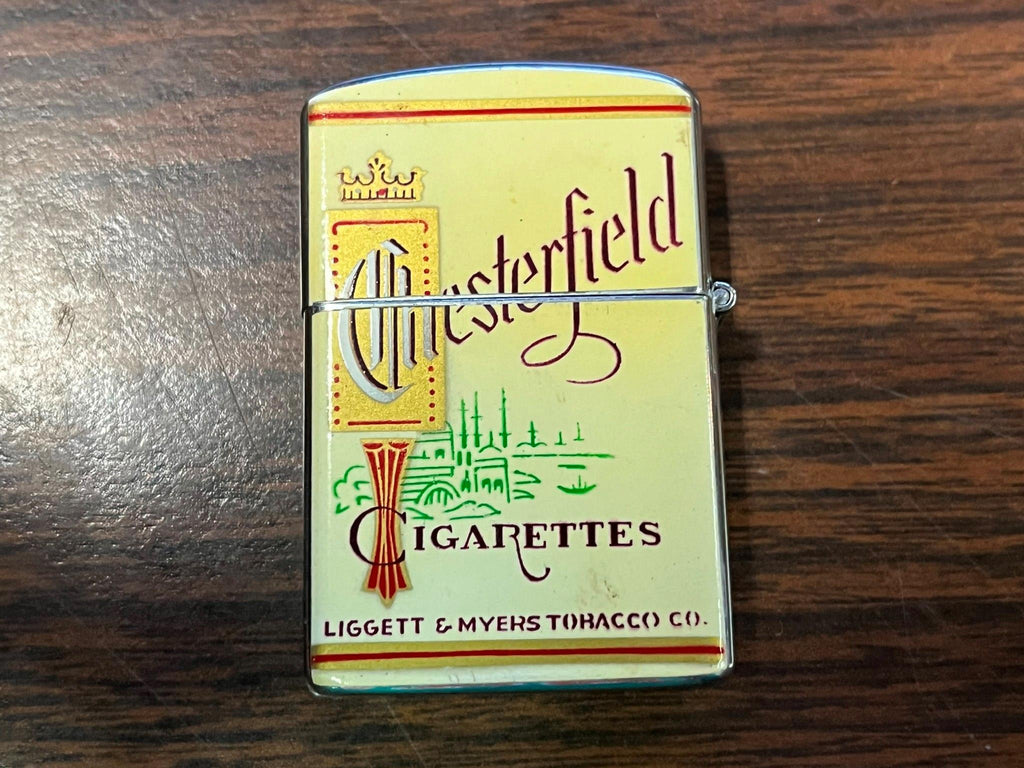 Chesterfield
CIGARETTES
LIGGETT & MYERS TOBACCO CO.